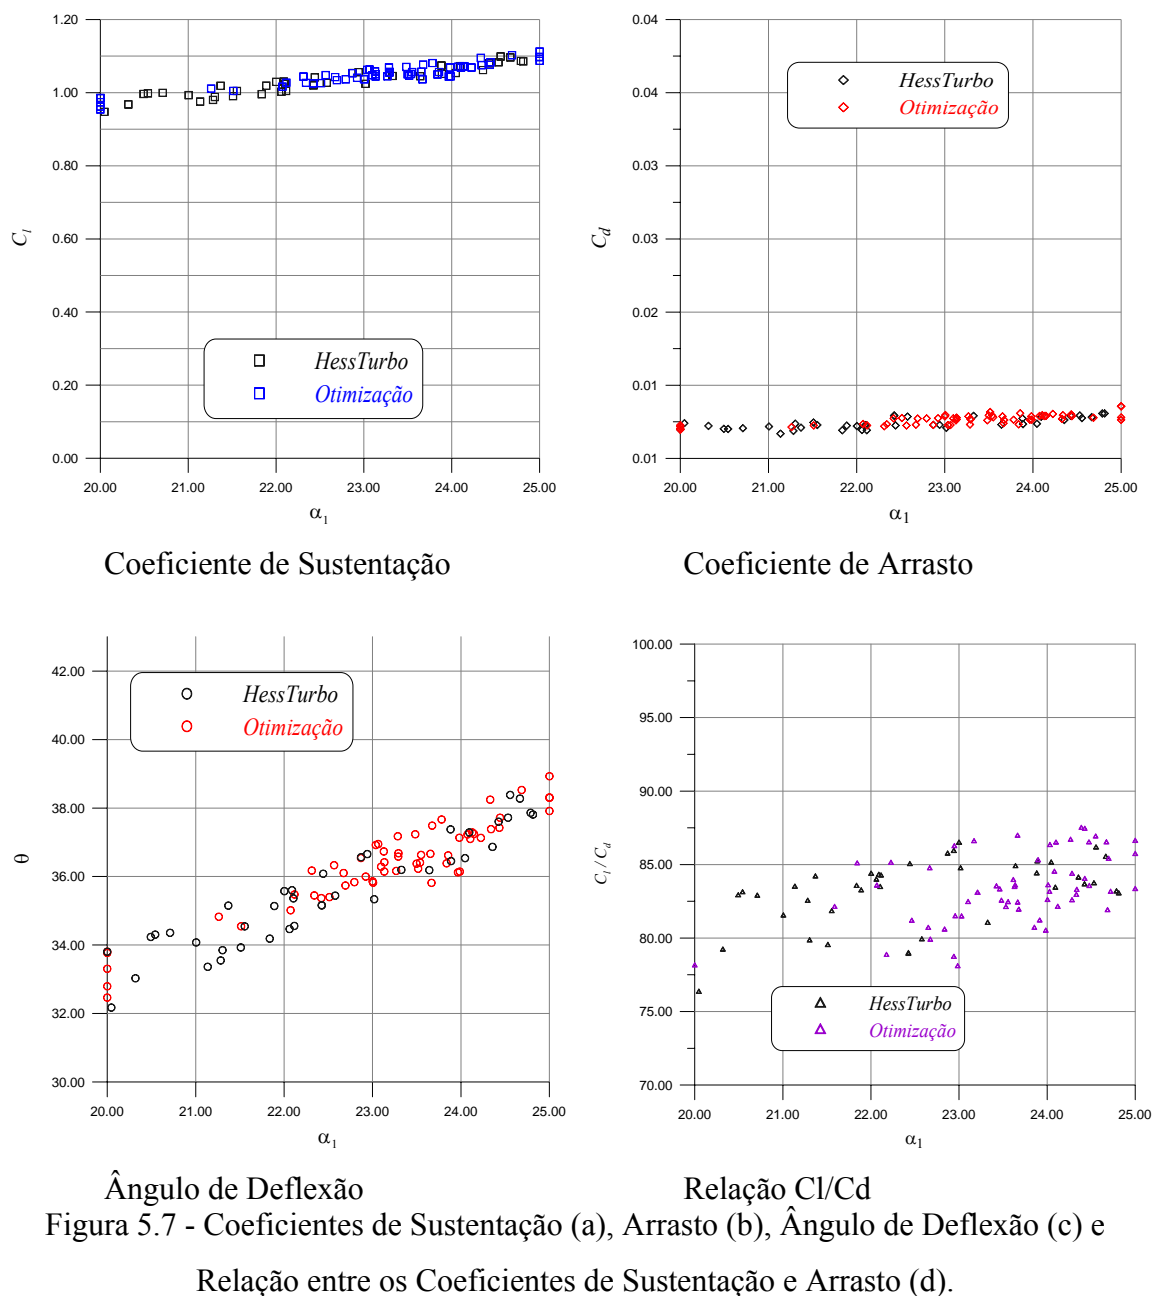 1.20
1.00
0.80
0.60
0.40
0.20
0.00
C_l
HessTurbo
Otimização
20.00 21.00 22.00 23.00 24.00 25.00
α_1
Coeficiente de Sustentação
0.04
0.04
0.03
0.03
0.02
0.01
0.01
C_d
HessTurbo
Otimização
20.00 21.00 22.00 23.00 24.00 25.00
α1
Coeficiente de Arrasto
42.00
40.00
38.00
36.00
34.00
32.00
30.00
θ
HessTurbo
Otimização
20.00 21.00 22.00 23.00 24.00 25.00
α_1
Ângulo de Deflexão
100.00
95.00
90.00
85.00
80.00
75.00
70.00
C_l / C_d
HessTurbo
Otimização
20.00 21.00 22.00 23.00 24.00 25.00
α_1
Relação Cl/Cd
Figura 5.7 - Coeficientes de Sustentação (a), Arrasto (b), Ângulo de Deflexão (c) e
Relação entre os Coeficientes de Sustentação e Arrasto (d).